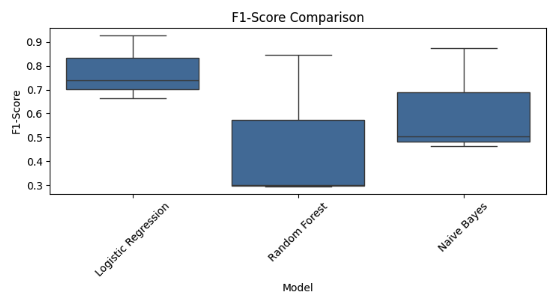 F1-Score Comparison
F1-Score
0.9
0.8
0.7
0.6
0.5
0.4
0.3
Logistic Regression
Random Forest
Naive Bayes
Model